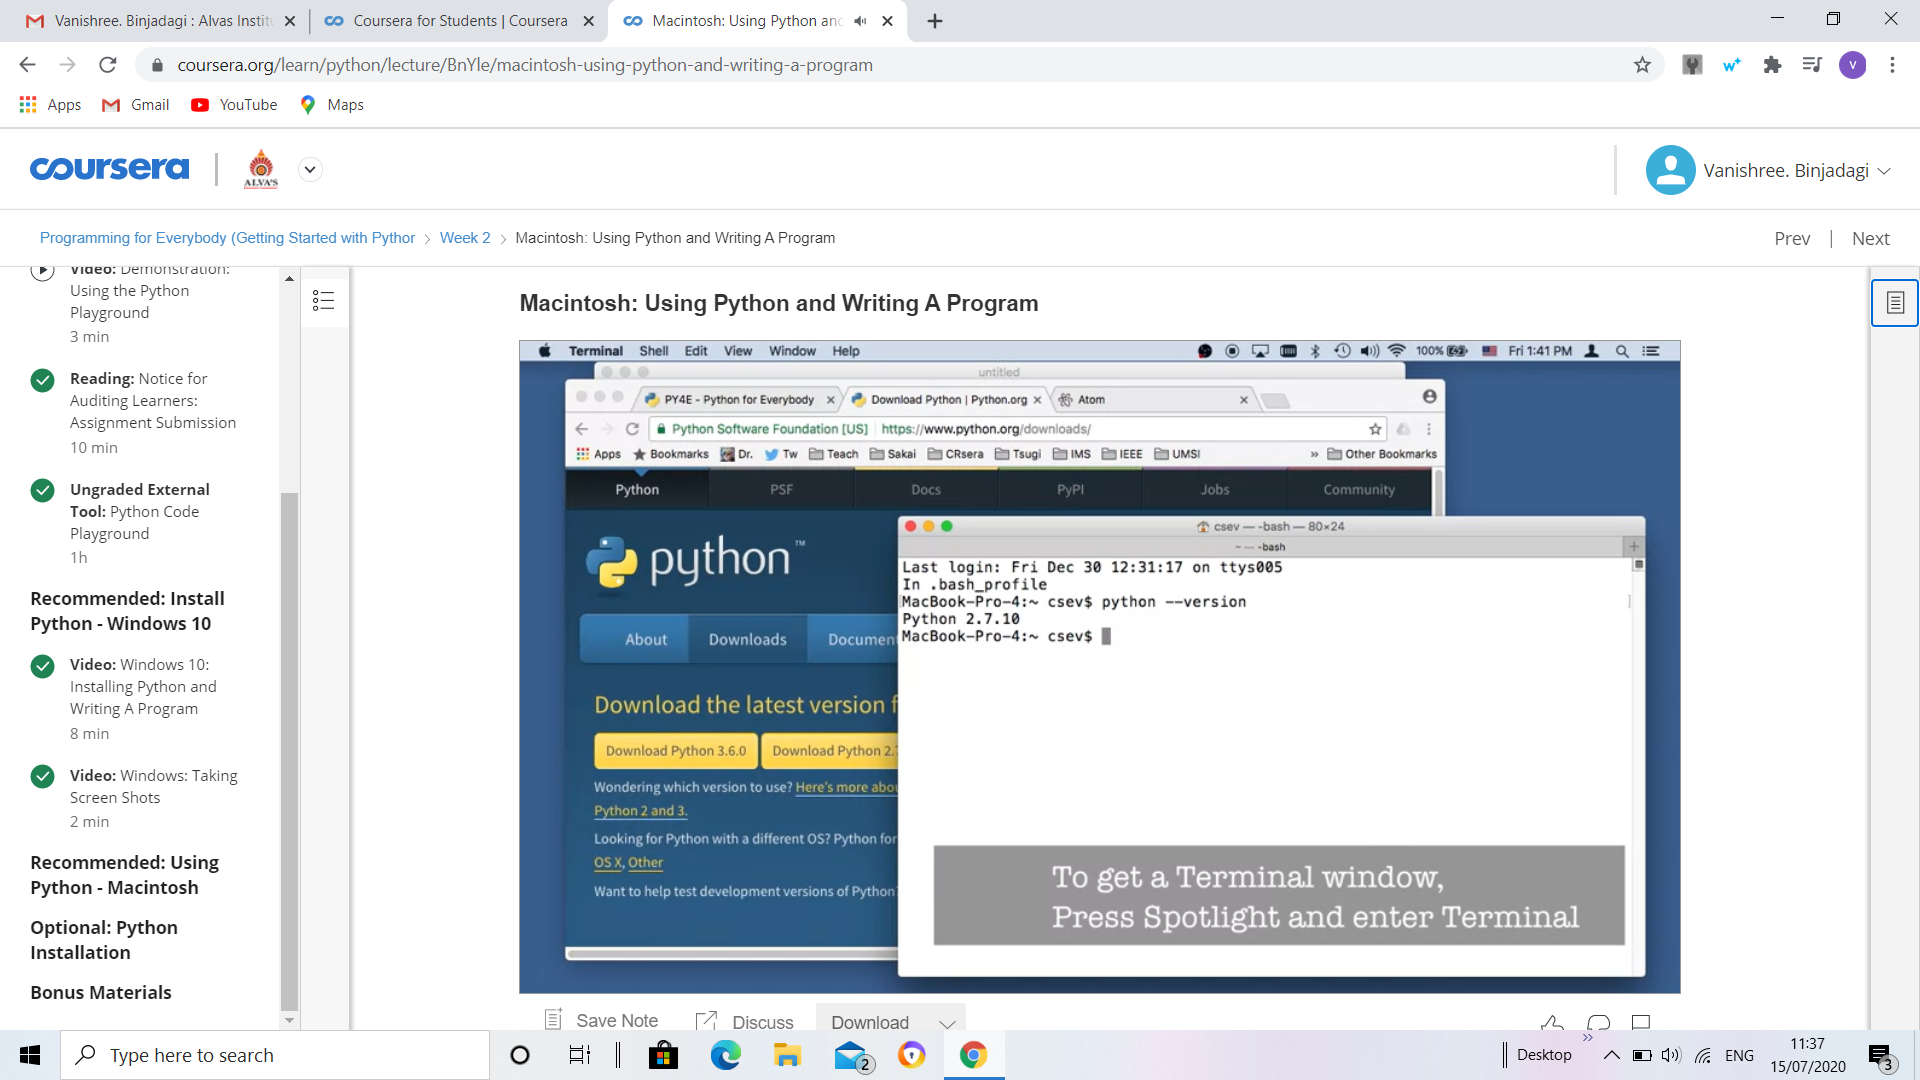 Vanishree. Binjadagi : Alvas Instit
Coursera for Students | Coursera
Macintosh: Using Python and
coursera.org/learn/python/lecture/BnYle/macintosh-using-python-and-writing-a-program
w+
V
Apps
Gmail
YouTube
Maps
coursera
ALVA'S
Vanishree. Binjadagi
Programming for Everybody (Getting Started with Python
Week 2
Macintosh: Using Python and Writing A Program
Prev
Next
Video: Demonstration:
Using the Python
Playground
3 min
Reading: Notice for
Auditing Learners:
Assignment Submission
10 min
Ungraded External
Tool: Python Code
Playground
1h
Recommended: Install
Python - Windows 10
Video: Windows 10:
Installing Python and
Writing A Program
8 min
Video: Windows: Taking
Screen Shots
2 min
Recommended: Using
Python - Macintosh
Optional: Python
Installation
Bonus Materials
Macintosh: Using Python and Writing A Program
Terminal Shell Edit View Window Help
100%
Fri 1:41 PM
untitled
PY4E - Python for Everybody
Download Python | Python.org
Atom
Python Software Foundation [US]
https://www.python.org/downloads/
Apps
Bookmarks
Dr.
Tw
Teach
Sakai
CRsera
Tsugi
IMS
IEEE
UMSI
»
Other Bookmarks
Python
PSF
Docs
PyPI
Jobs
Community
python™
About
Downloads
Documen
Download the latest version f
Download Python 3.6.0
Download Python 2.7
Wondering which version to use? Here's more abou
Python 2 and 3.
Looking for Python with a different OS? Python for
OS X, Other
Want to help test development versions of Python?
csev — -bash — 80×24
~ — -bash
Last login: Fri Dec 30 12:31:17 on ttys005
In .bash_profile
MacBook-Pro-4:~ csev$ python --version
Python 2.7.10
MacBook-Pro-4:~ csev$
To get a Terminal window,
Press Spotlight and enter Terminal
Save Note
Discuss
Download
Type here to search
2
Desktop
»
ENG
11:37
15/07/2020
3